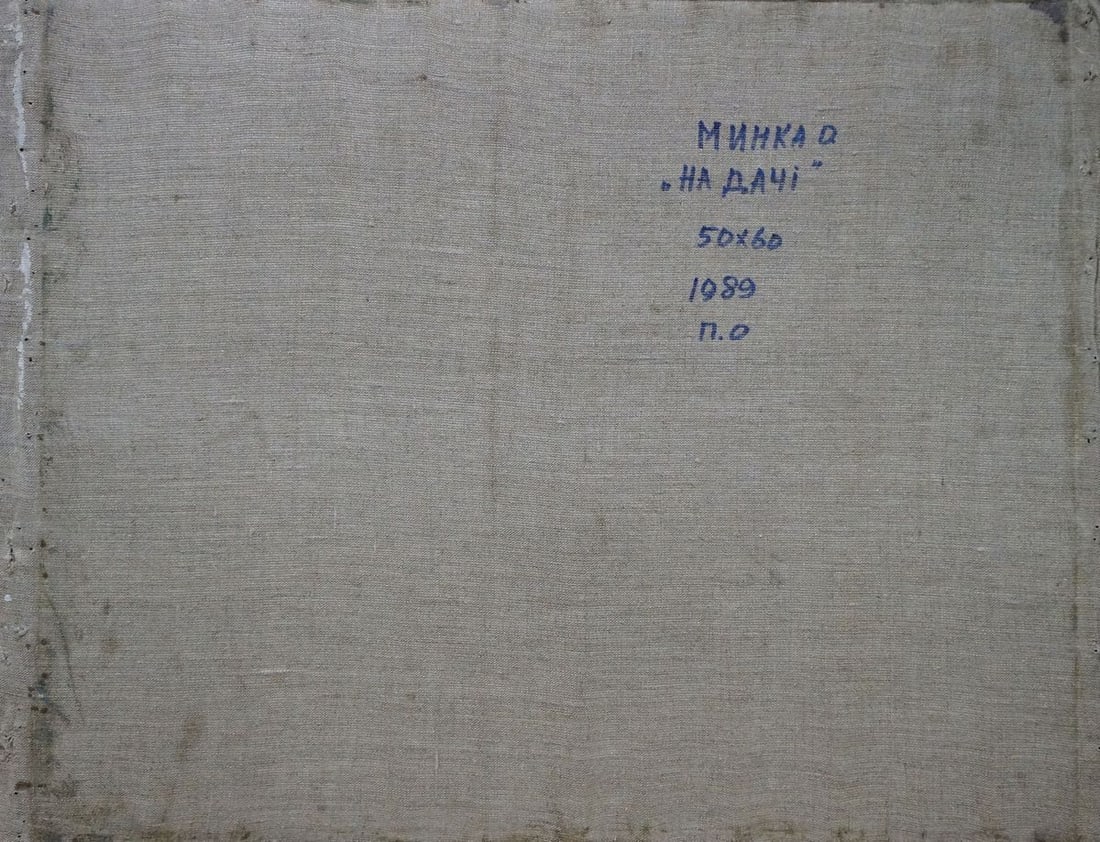 МИНКА О
„НА ДАЧІ"
50х60
1989
П.О